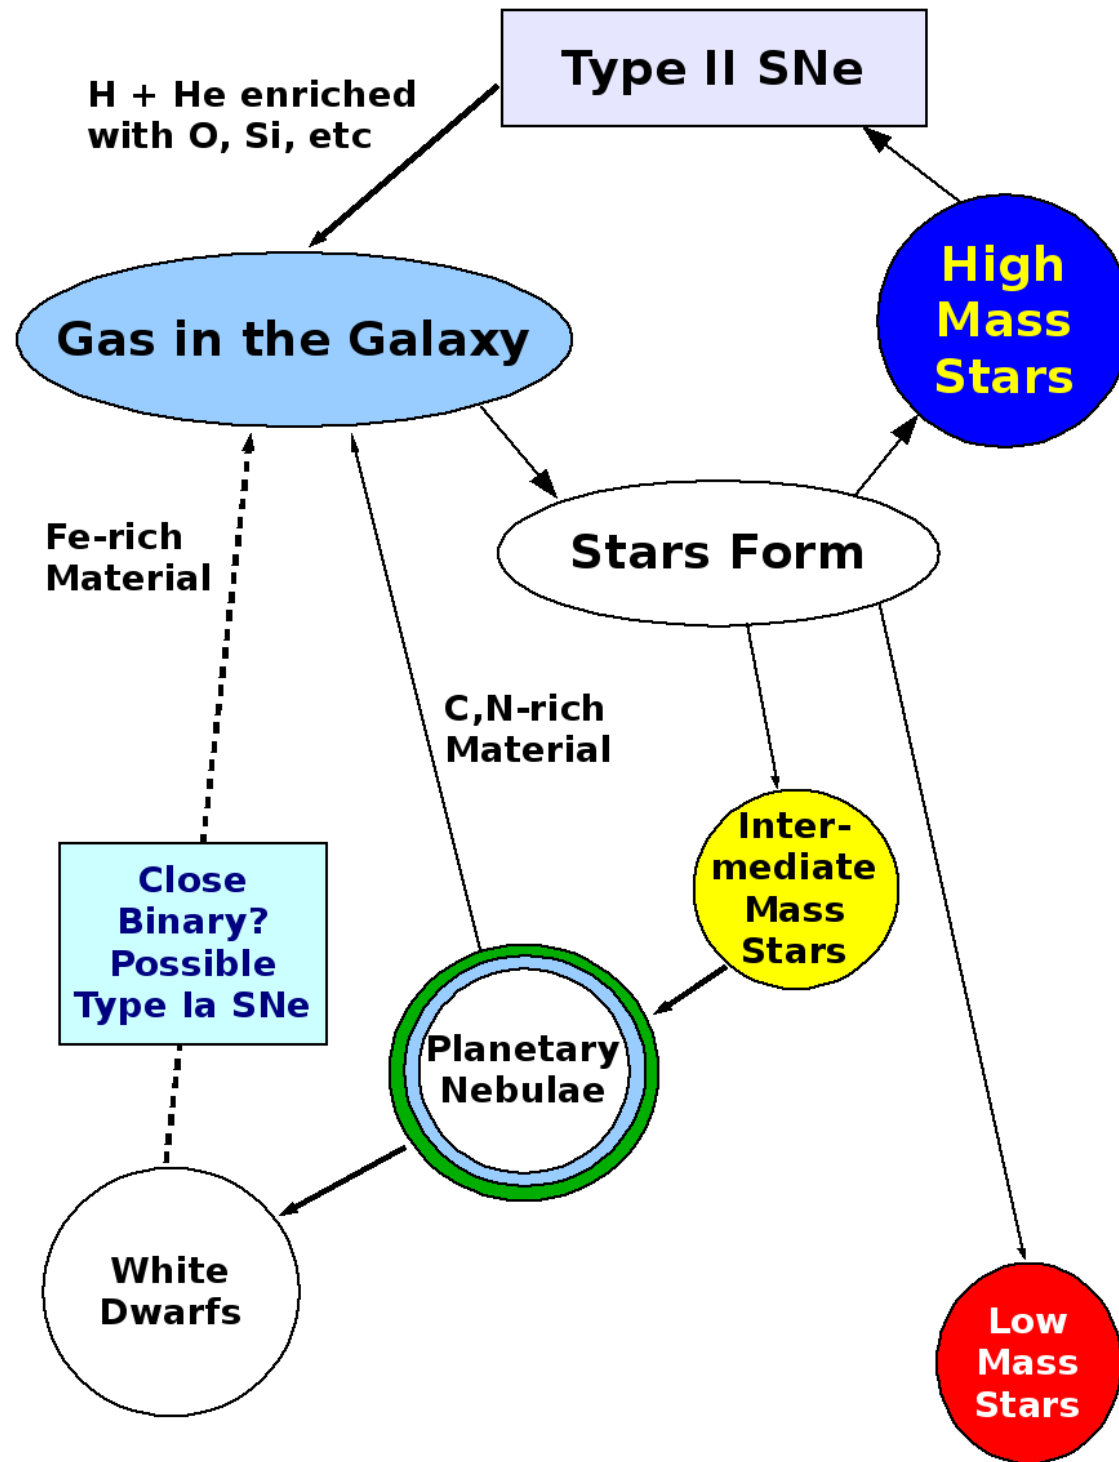 Type II SNe
H + He enriched
with O, Si, etc
High
Mass
Stars
Gas in the Galaxy
Fe-rich
Material
Stars Form
C,N-rich
Material
Inter-
mediate
Mass
Stars
Close
Binary?
Possible
Type Ia SNe
Planetary
Nebulae
White
Dwarfs
Low
Mass
Stars